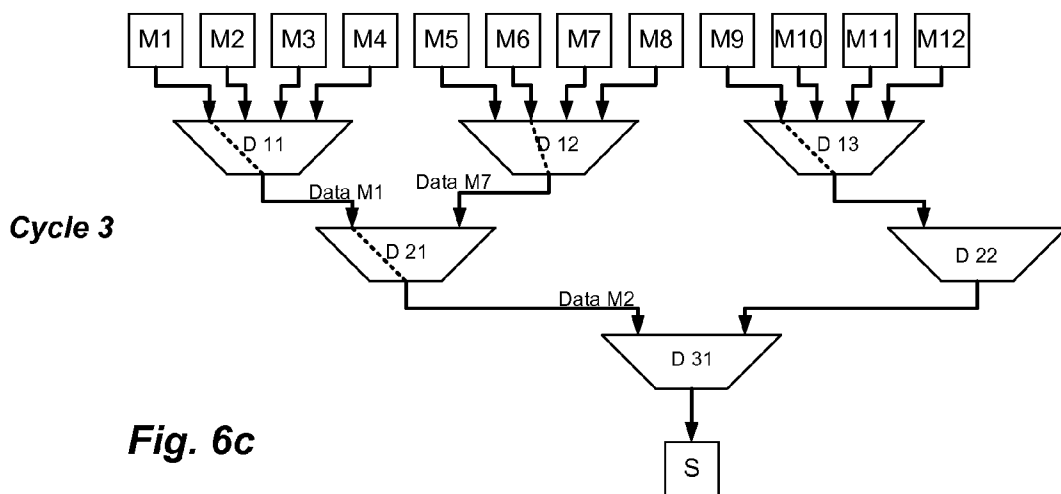 M1 M2 M3 M4 M5 M6 M7 M8 M9 M10 M11 M12
D 11 D 12 D 13
Data M1 Data M7
Cycle 3
D 21 D 22
Data M2
D 31
Fig. 6c
S